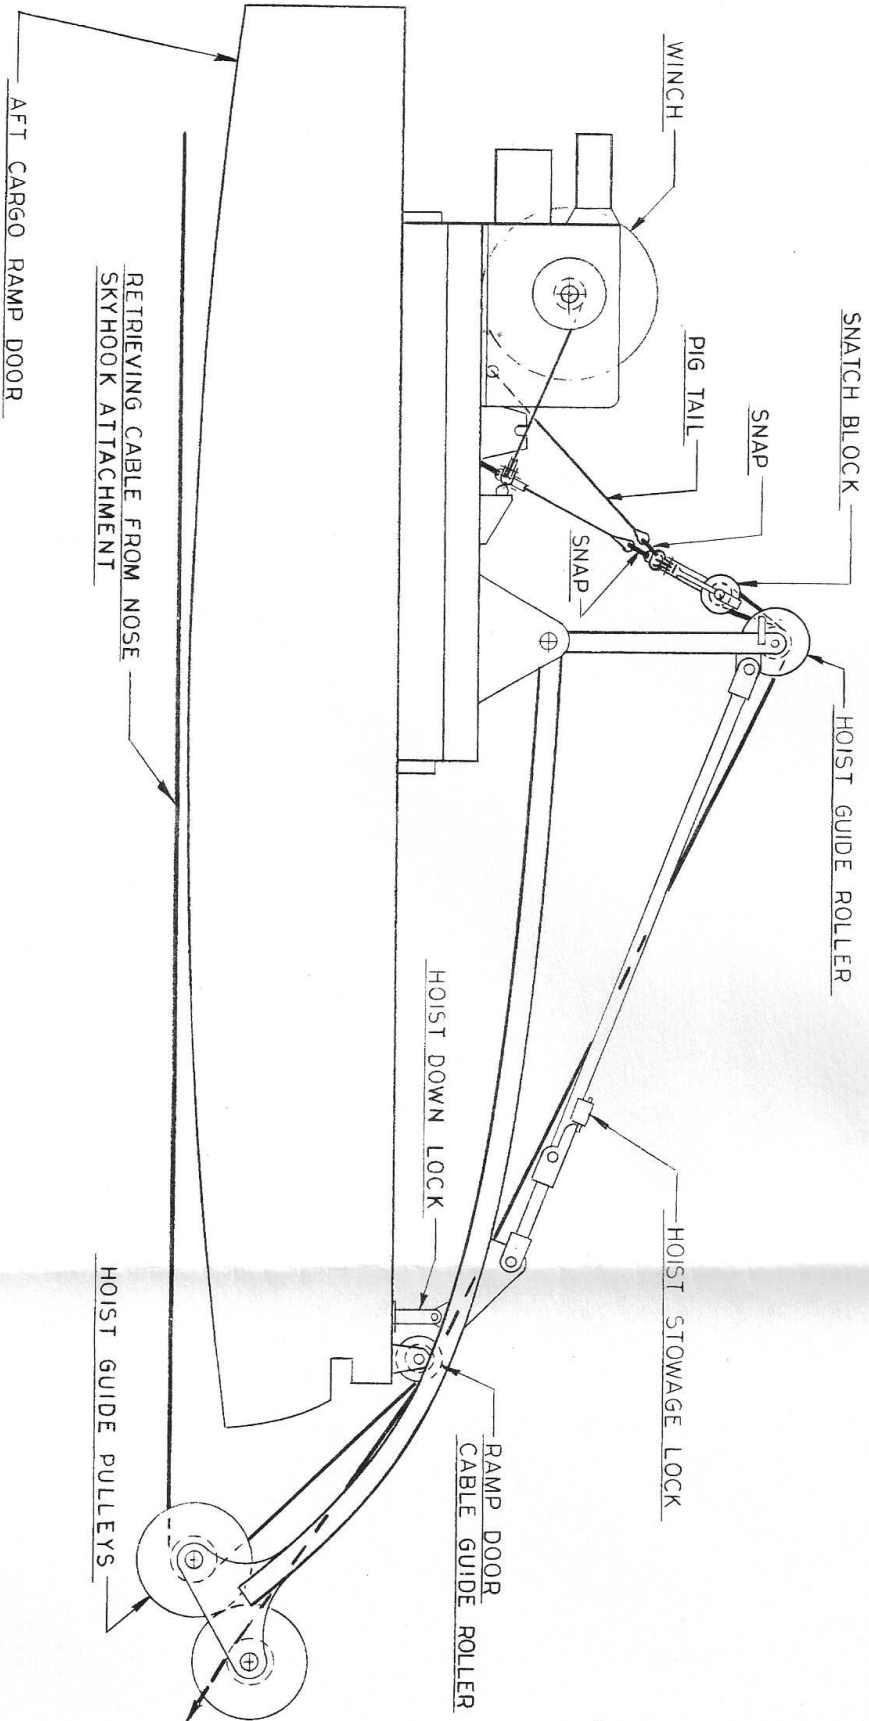 WINCH
SNATCH BLOCK
SNAP
PIG TAIL
SNAP
HOIST GUIDE ROLLER
HOIST STOWAGE LOCK
HOIST DOWN LOCK
RAMP DOOR
CABLE GUIDE ROLLER
AFT CARGO RAMP DOOR
RETRIEVING CABLE FROM NOSE
SKYHOOK ATTACHMENT
HOIST GUIDE PULLEYS